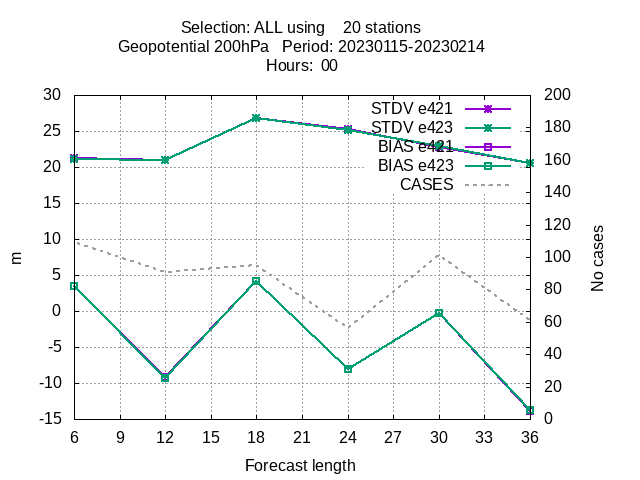 Selection: ALL using    20 stations
Geopotential 200hPa   Period: 20230115-20230214
Hours:  00
30
25
20
15
10
5
0
-5
-10
-15
m
STDV e421
STDV e423
BIAS e421
BIAS e423
CASES
200
180
160
140
120
100
80
60
40
20
0
No cases
6 9 12 15 18 21 24 27 30 33 36
Forecast length